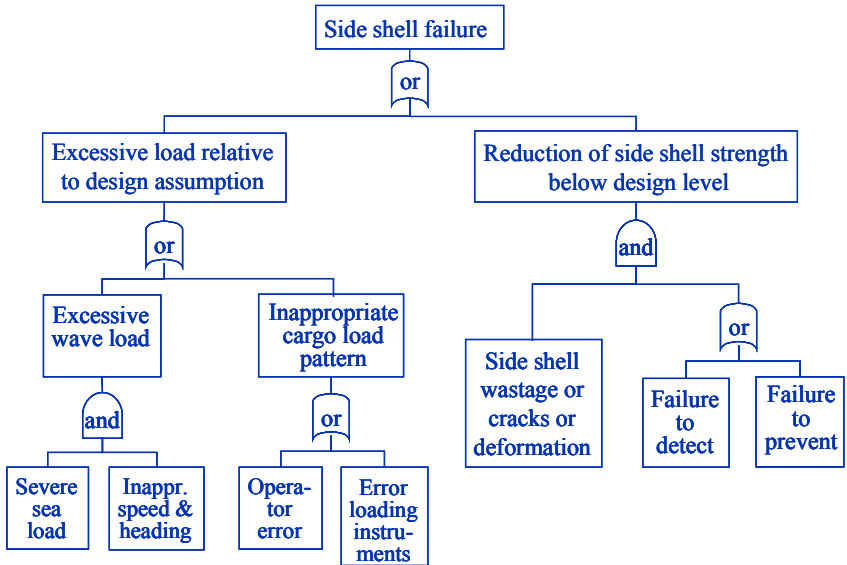 Side shell failure
or
Excessive load relative
to design assumption
Reduction of side shell strength
below design level
or
and
Excessive
wave load
Inappropriate
cargo load
pattern
or
Side shell
wastage or
cracks or
deformation
and
or
Failure
to
detect
Failure
to
prevent
Severe
sea
load
Inappr.
speed &
heading
Opera-
tor
error
Error
loading
instru-
ments